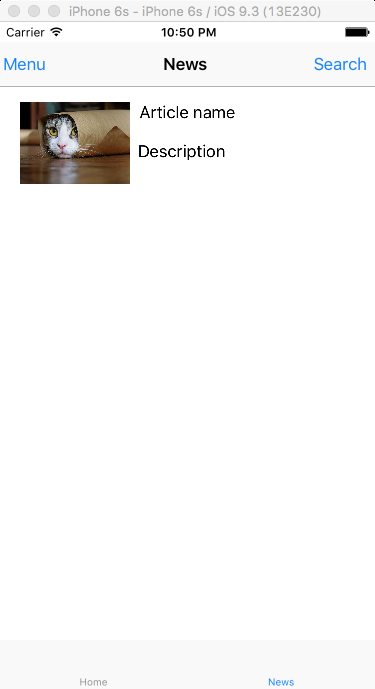 iPhone 6s - iPhone 6s / iOS 9.3 (13E230)
Carrier 10:50 PM
Menu News Search
Article name
Description
Home News